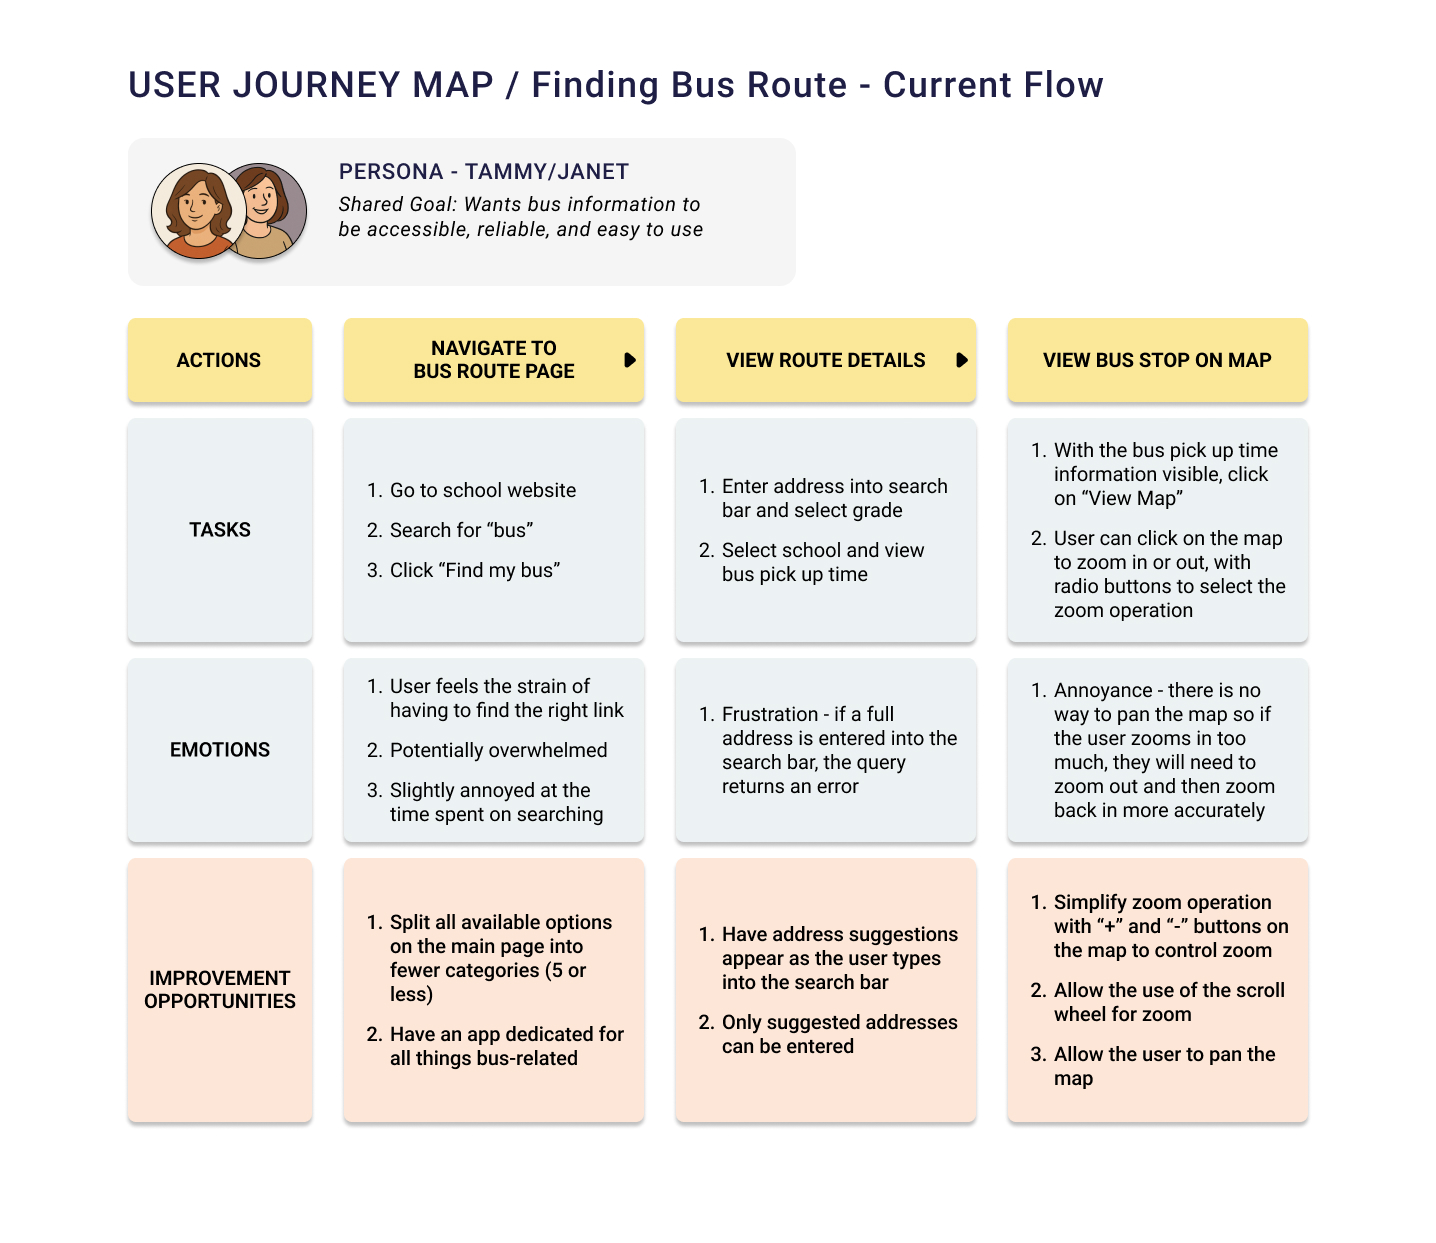 USER JOURNEY MAP / Finding Bus Route - Current Flow
PERSONA - TAMMY/JANET
Shared Goal: Wants bus information to
be accessible, reliable, and easy to use
ACTIONS
NAVIGATE TO
BUS ROUTE PAGE
VIEW ROUTE DETAILS
VIEW BUS STOP ON MAP
TASKS
1. Go to school website
2. Search for “bus”
3. Click “Find my bus”
1. Enter address into search
bar and select grade
2. Select school and view
bus pick up time
1. With the bus pick up time
information visible, click
on “View Map”
2. User can click on the map
to zoom in or out, with
radio buttons to select the
zoom operation
EMOTIONS
1. User feels the strain of
having to find the right link
2. Potentially overwhelmed
3. Slightly annoyed at the
time spent on searching
1. Frustration - if a full
address is entered into the
search bar, the query
returns an error
1. Annoyance - there is no
way to pan the map so if
the user zooms in too
much, they will need to
zoom out and then zoom
back in more accurately
IMPROVEMENT
OPPORTUNITIES
1. Split all available options
on the main page into
fewer categories (5 or
less)
2. Have an app dedicated for
all things bus-related
1. Have address suggestions
appear as the user types
into the search bar
2. Only suggested addresses
can be entered
1. Simplify zoom operation
with “+” and “-” buttons on
the map to control zoom
2. Allow the use of the scroll
wheel for zoom
3. Allow the user to pan the
map